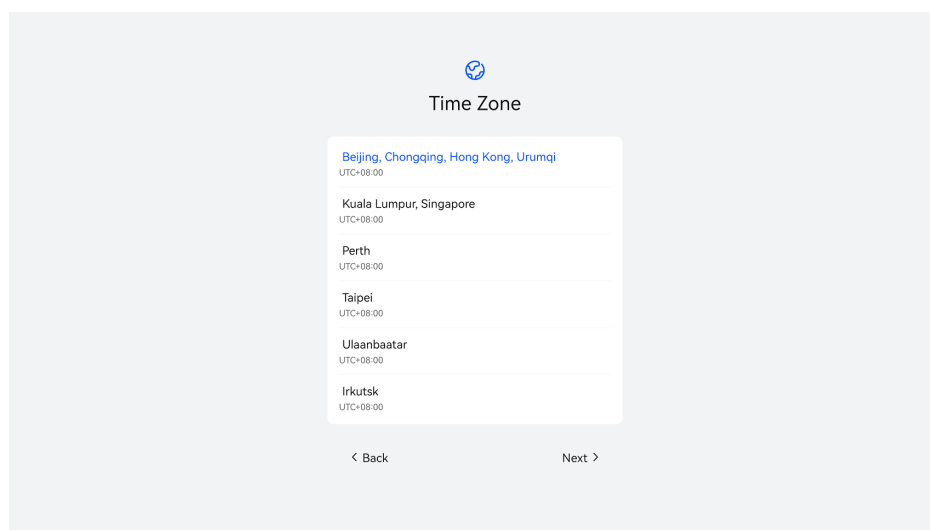 Time Zone
Beijing, Chongqing, Hong Kong, Urumqi
UTC+08:00
Kuala Lumpur, Singapore
UTC+08:00
Perth
UTC+08:00
Taipei
UTC+08:00
Ulaanbaatar
UTC+08:00
Irkutsk
UTC+08:00
Back
Next